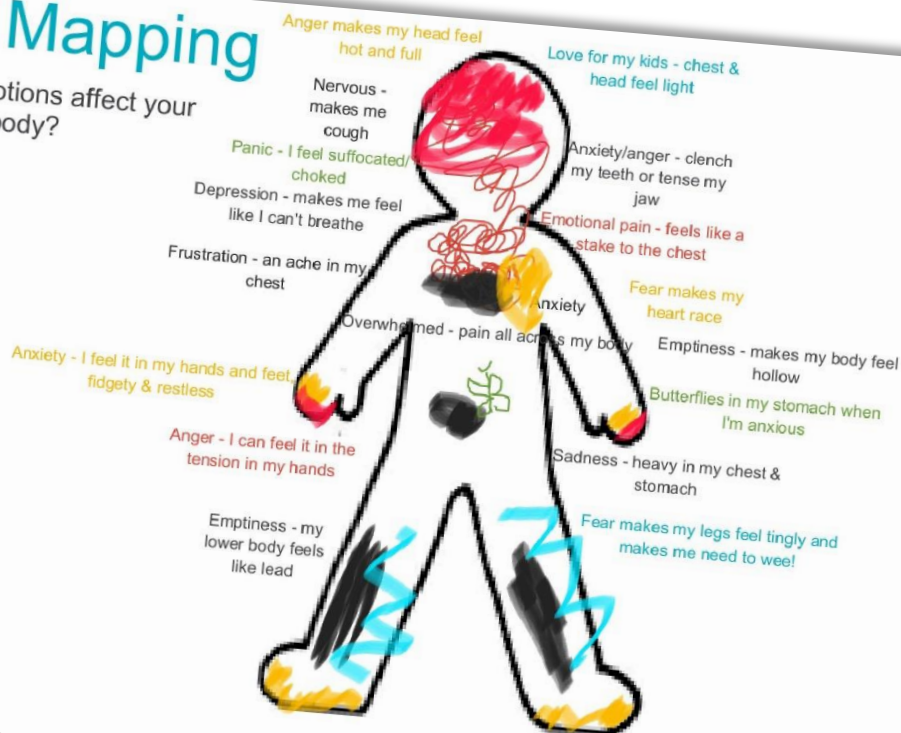 Mapping
otions affect your
ody?
Anger makes my head feel
hot and full
Love for my kids - chest &
head feel light
Nervous -
makes me
cough
Panic - I feel suffocated/
choked
Anxiety/anger - clench
my teeth or tense my
jaw
Depression - makes me feel
like I can't breathe
Emotional pain - feels like a
stake to the chest
Frustration - an ache in my
chest
Anxiety
Fear makes my
heart race
Overwhelmed - pain all across my body
Emptiness - makes my body feel
hollow
Anxiety - I feel it in my hands and feet,
fidgety & restless
Butterflies in my stomach when
I'm anxious
Anger - I can feel it in the
tension in my hands
Sadness - heavy in my chest &
stomach
Emptiness - my
lower body feels
like lead
Fear makes my legs feel tingly and
makes me need to wee!